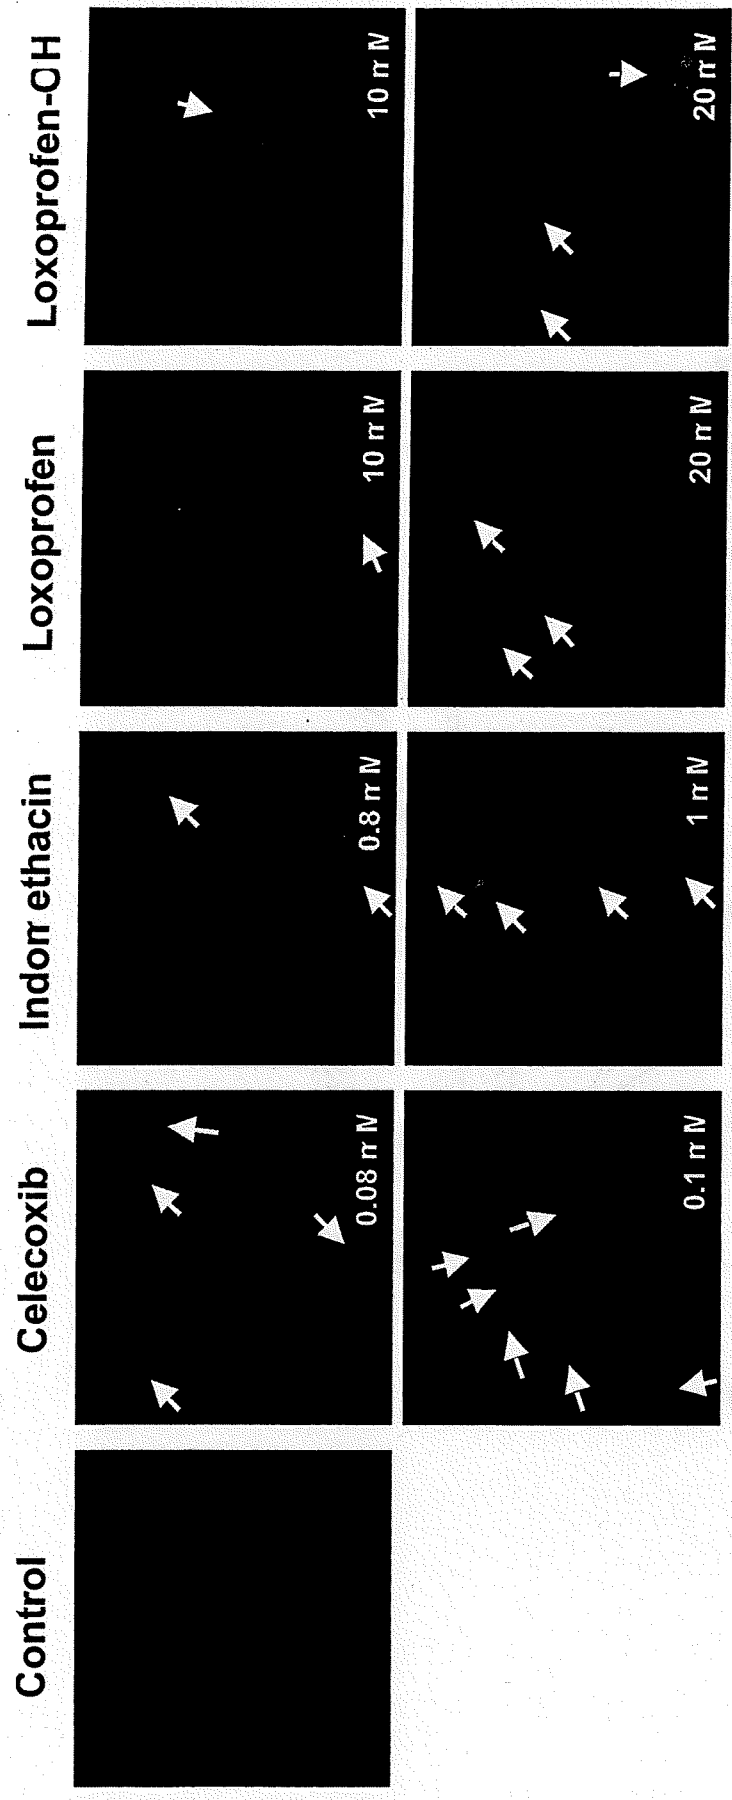 Control
Celecoxib
Indomethacin
Loxoprofen
Loxoprofen-OH
0.08 mM
0.8 mM
10 mM
10 mM
0.1 mM
1 mM
20 mM
20 mM